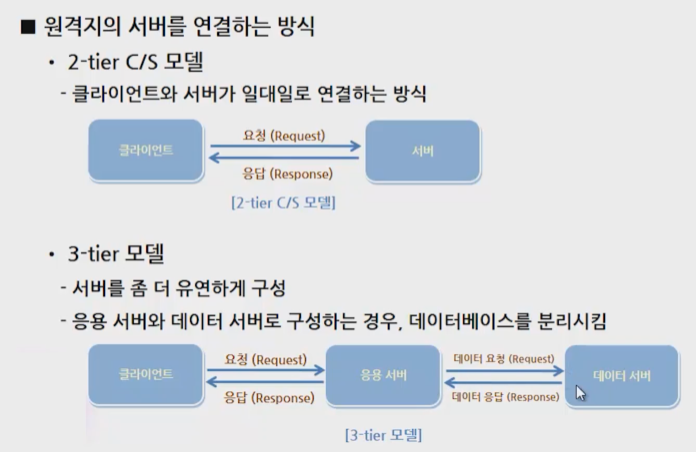 ■ 원격지의 서버를 연결하는 방식
• 2-tier C/S 모델
- 클라이언트와 서버가 일대일로 연결하는 방식
클라이언트
요청 (Request)
응답 (Response)
서버
[2-tier C/S 모델]
• 3-tier 모델
- 서버를 좀 더 유연하게 구성
- 응용 서버와 데이터 서버로 구성하는 경우, 데이터베이스를 분리시킴
클라이언트
요청 (Request)
응답 (Response)
응용 서버
데이터 요청 (Request)
데이터 응답 (Response)
데이터 서버
[3-tier 모델]